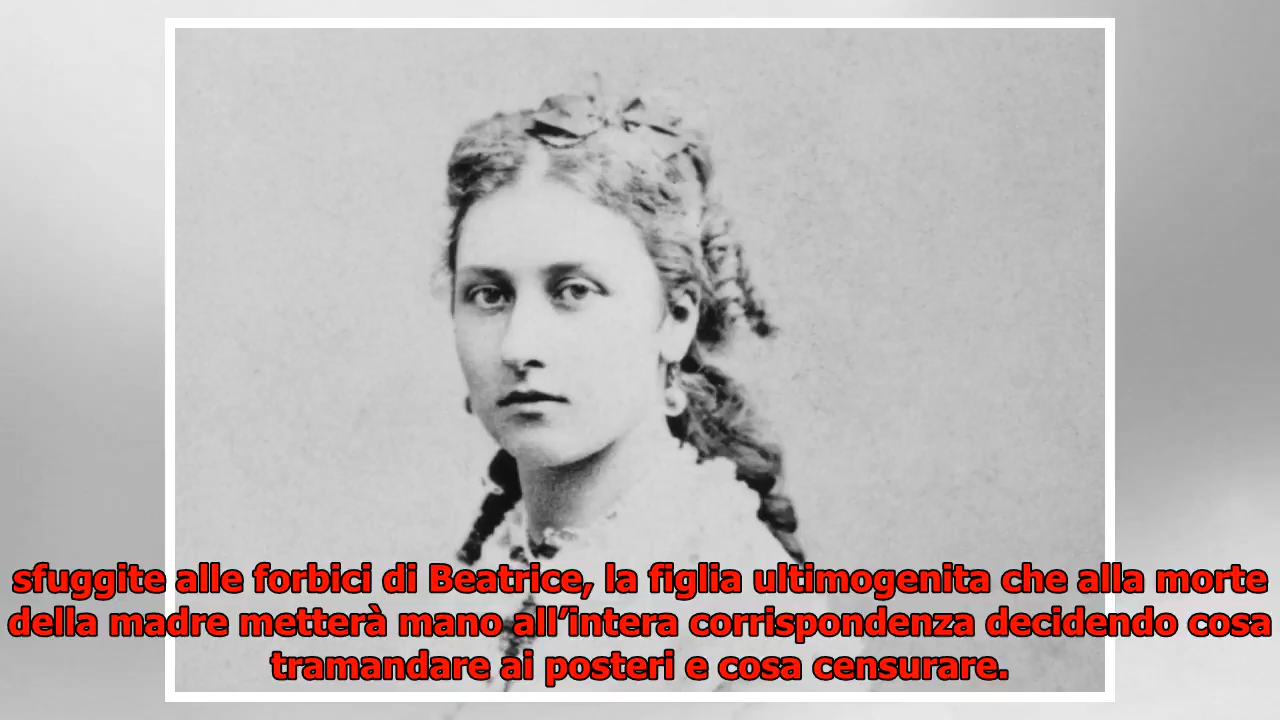 sfuggite alle forbici di Beatrice, la figlia ultimogenita che alla morte
della madre metterà mano all’intera corrispondenza decidendo cosa
tramandare ai posteri e cosa censurare.